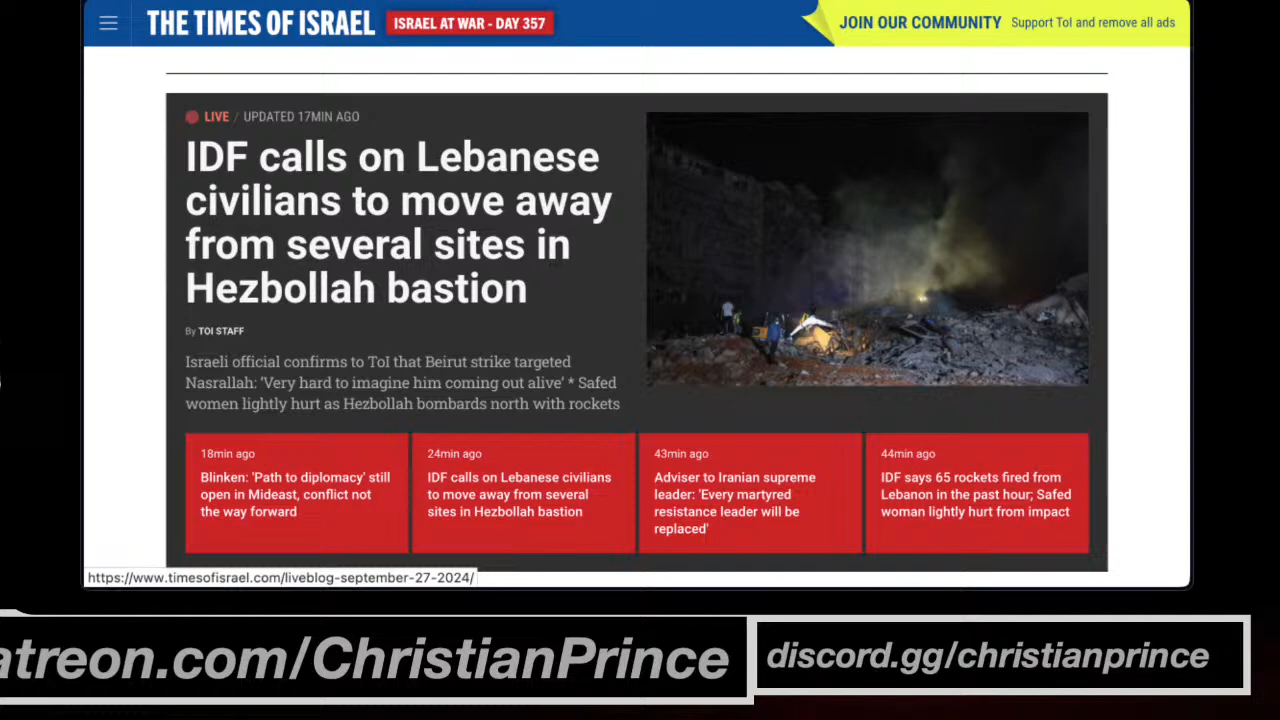 THE TIMES OF ISRAEL
ISRAEL AT WAR - DAY 357
JOIN OUR COMMUNITY Support ToI and remove all ads
LIVE / UPDATED 17MIN AGO
IDF calls on Lebanese
civilians to move away
from several sites in
Hezbollah bastion
By TOI STAFF
Israeli official confirms to ToI that Beirut strike targeted
Nasrallah: 'Very hard to imagine him coming out alive' * Safed
women lightly hurt as Hezbollah bombards north with rockets
18min ago
Blinken: 'Path to diplomacy' still
open in Mideast, conflict not
the way forward
24min ago
IDF calls on Lebanese civilians
to move away from several
sites in Hezbollah bastion
43min ago
Adviser to Iranian supreme
leader: 'Every martyred
resistance leader will be
replaced'
44min ago
IDF says 65 rockets fired from
Lebanon in the past hour; Safed
woman lightly hurt from impact
https://www.timesofisrael.com/liveblog-september-27-2024/
atreon.com/ChristianPrince
discord.gg/christianprince